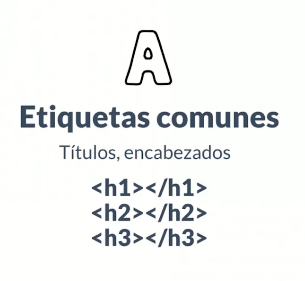 A
Etiquetas comunes
Títulos, encabezados
<h1></h1>
<h2></h2>
<h3></h3>